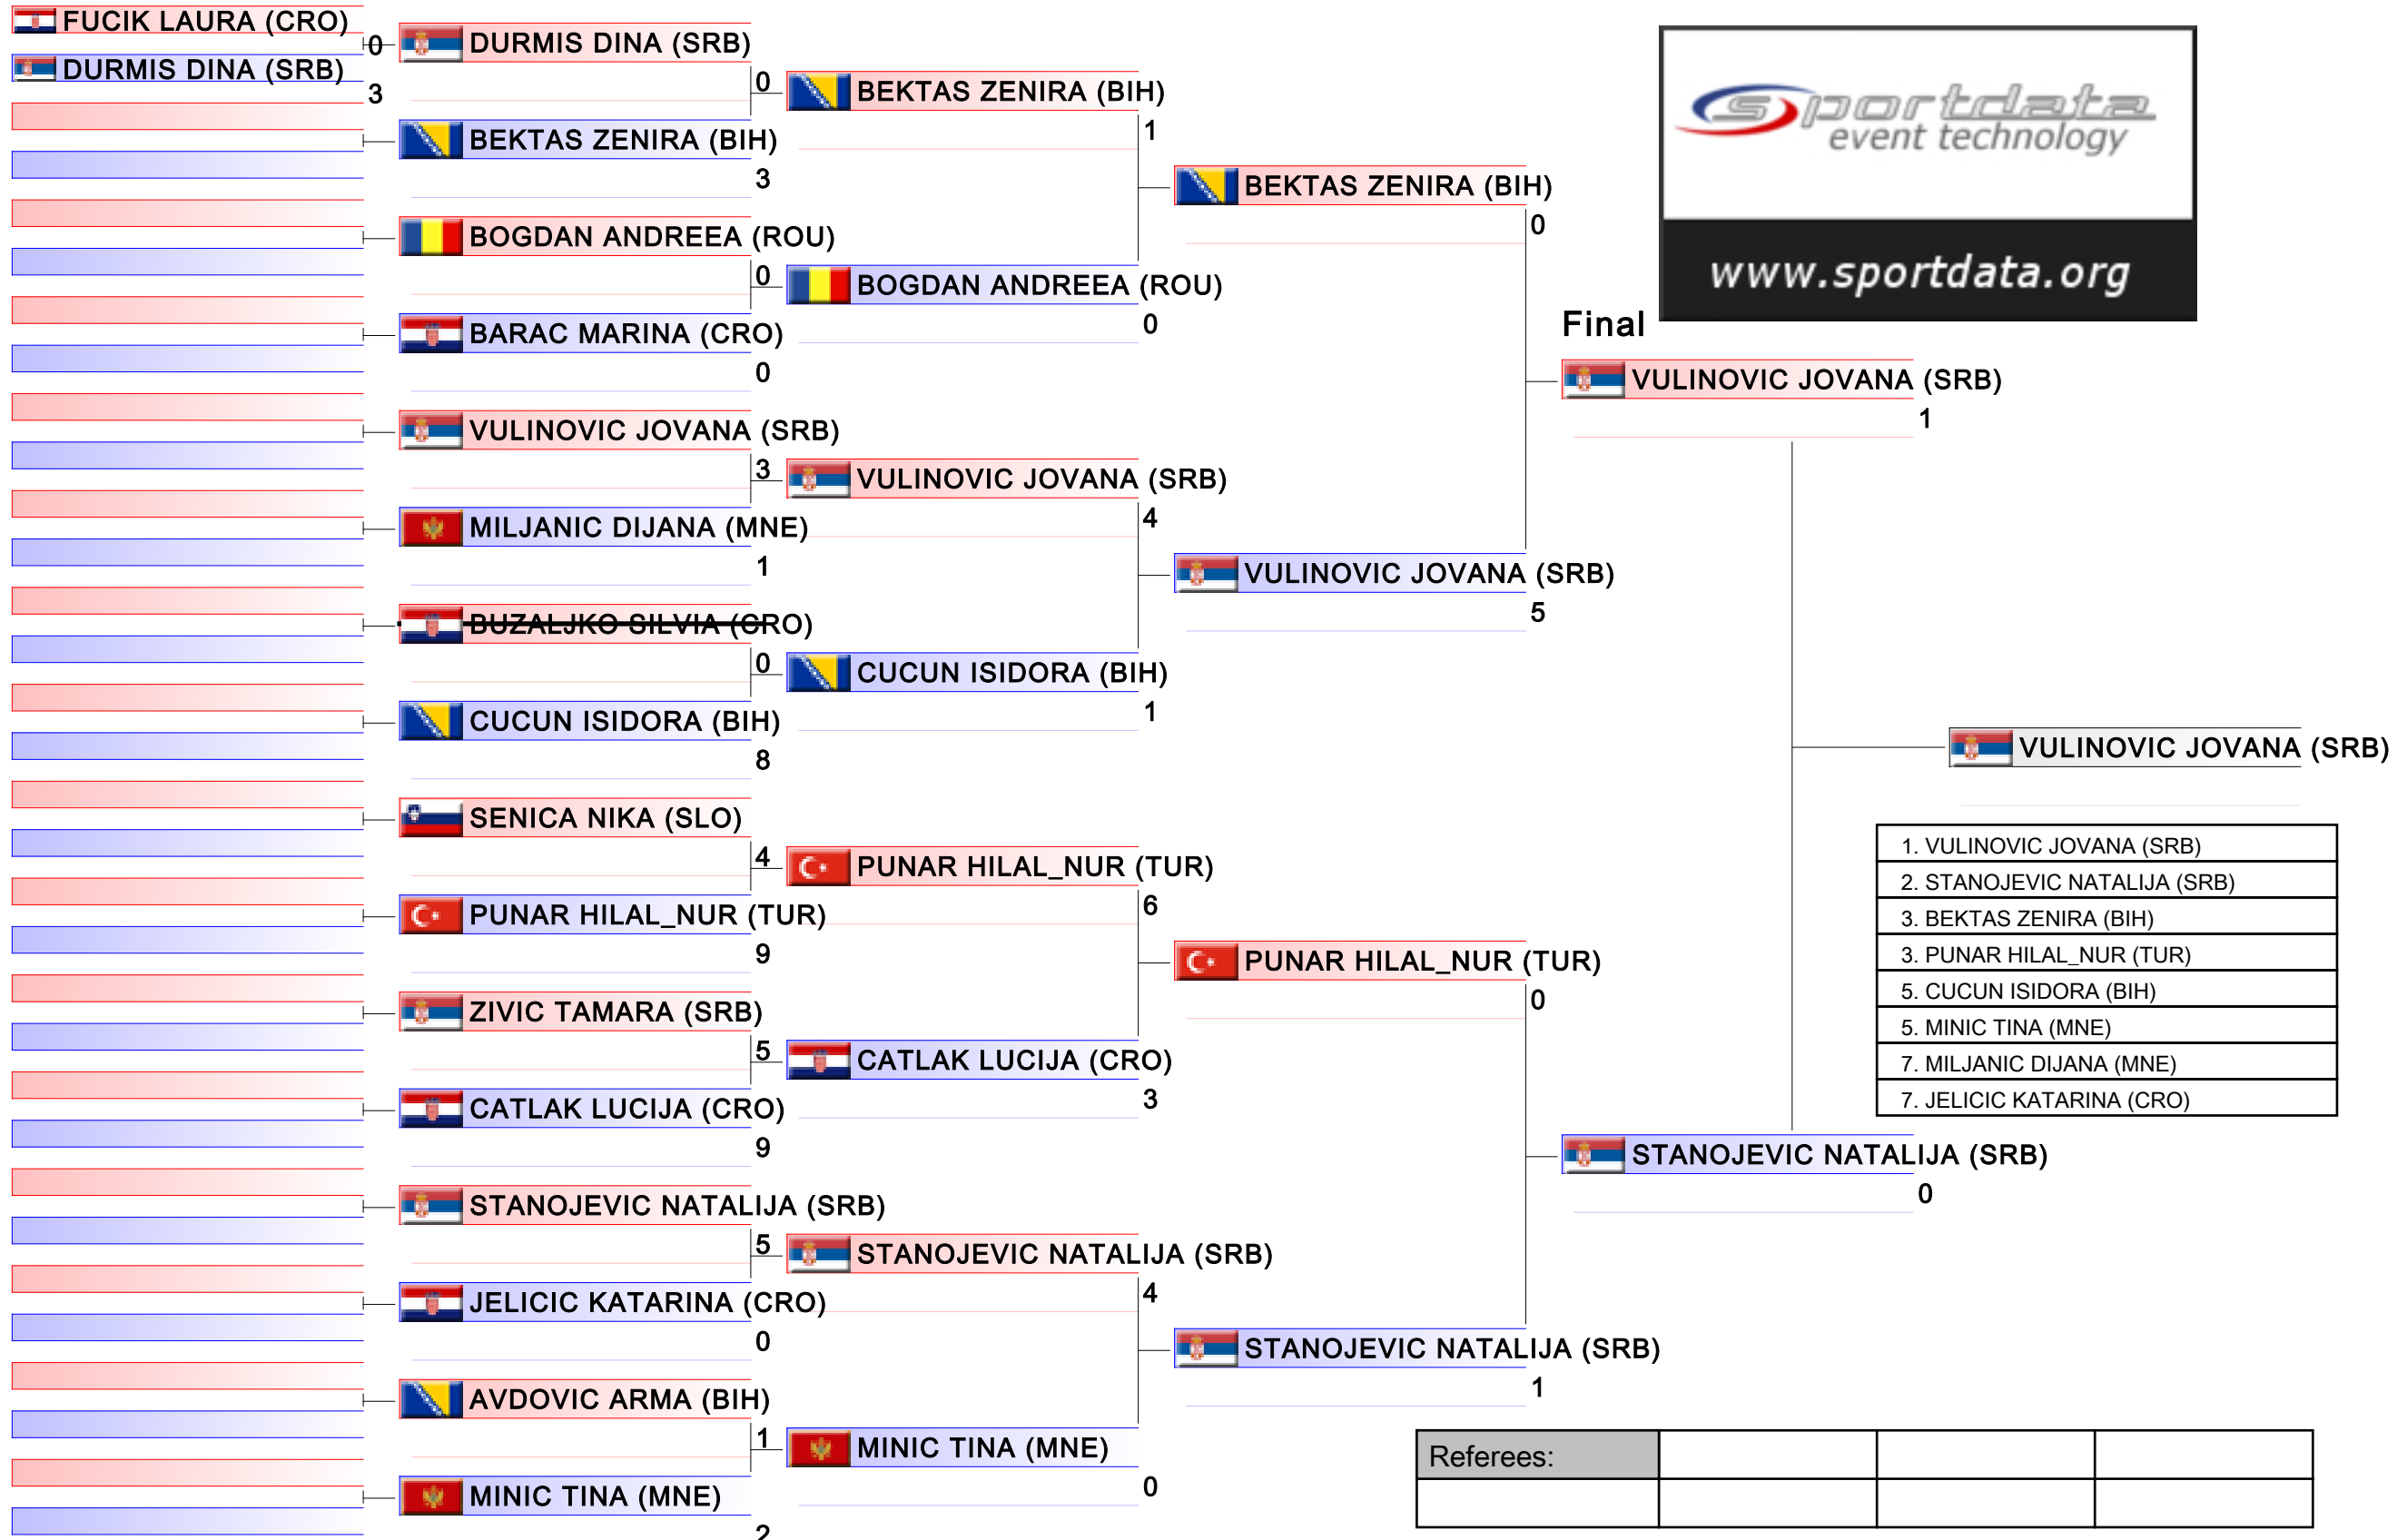 FUCIK LAURA (CRO)
0
DURMIS DINA (SRB)
3
DURMIS DINA (SRB)
0
BEKTAS ZENIRA (BIH)
3
BOGDAN ANDREEA (ROU)
0
BARAC MARINA (CRO)
0
VULINOVIC JOVANA (SRB)
3
MILJANIC DIJANA (MNE)
1
BUZALJKO SILVIA (CRO)
0
CUCUN ISIDORA (BIH)
8
SENICA NIKA (SLO)
4
PUNAR HILAL_NUR (TUR)
9
ZIVIC TAMARA (SRB)
5
CATLAK LUCIJA (CRO)
9
STANOJEVIC NATALIJA (SRB)
5
JELICIC KATARINA (CRO)
0
AVDOVIC ARMA (BIH)
1
MINIC TINA (MNE)
2
BEKTAS ZENIRA (BIH)
1
BOGDAN ANDREEA (ROU)
0
VULINOVIC JOVANA (SRB)
4
CUCUN ISIDORA (BIH)
1
PUNAR HILAL_NUR (TUR)
6
CATLAK LUCIJA (CRO)
3
STANOJEVIC NATALIJA (SRB)
4
MINIC TINA (MNE)
0
BEKTAS ZENIRA (BIH)
0
VULINOVIC JOVANA (SRB)
5
PUNAR HILAL_NUR (TUR)
0
STANOJEVIC NATALIJA (SRB)
1
sportdata
event technology
www.sportdata.org
Final
VULINOVIC JOVANA (SRB)
1
STANOJEVIC NATALIJA (SRB)
0
VULINOVIC JOVANA (SRB)
1. VULINOVIC JOVANA (SRB)
2. STANOJEVIC NATALIJA (SRB)
3. BEKTAS ZENIRA (BIH)
3. PUNAR HILAL_NUR (TUR)
5. CUCUN ISIDORA (BIH)
5. MINIC TINA (MNE)
7. MILJANIC DIJANA (MNE)
7. JELICIC KATARINA (CRO)
Referees: